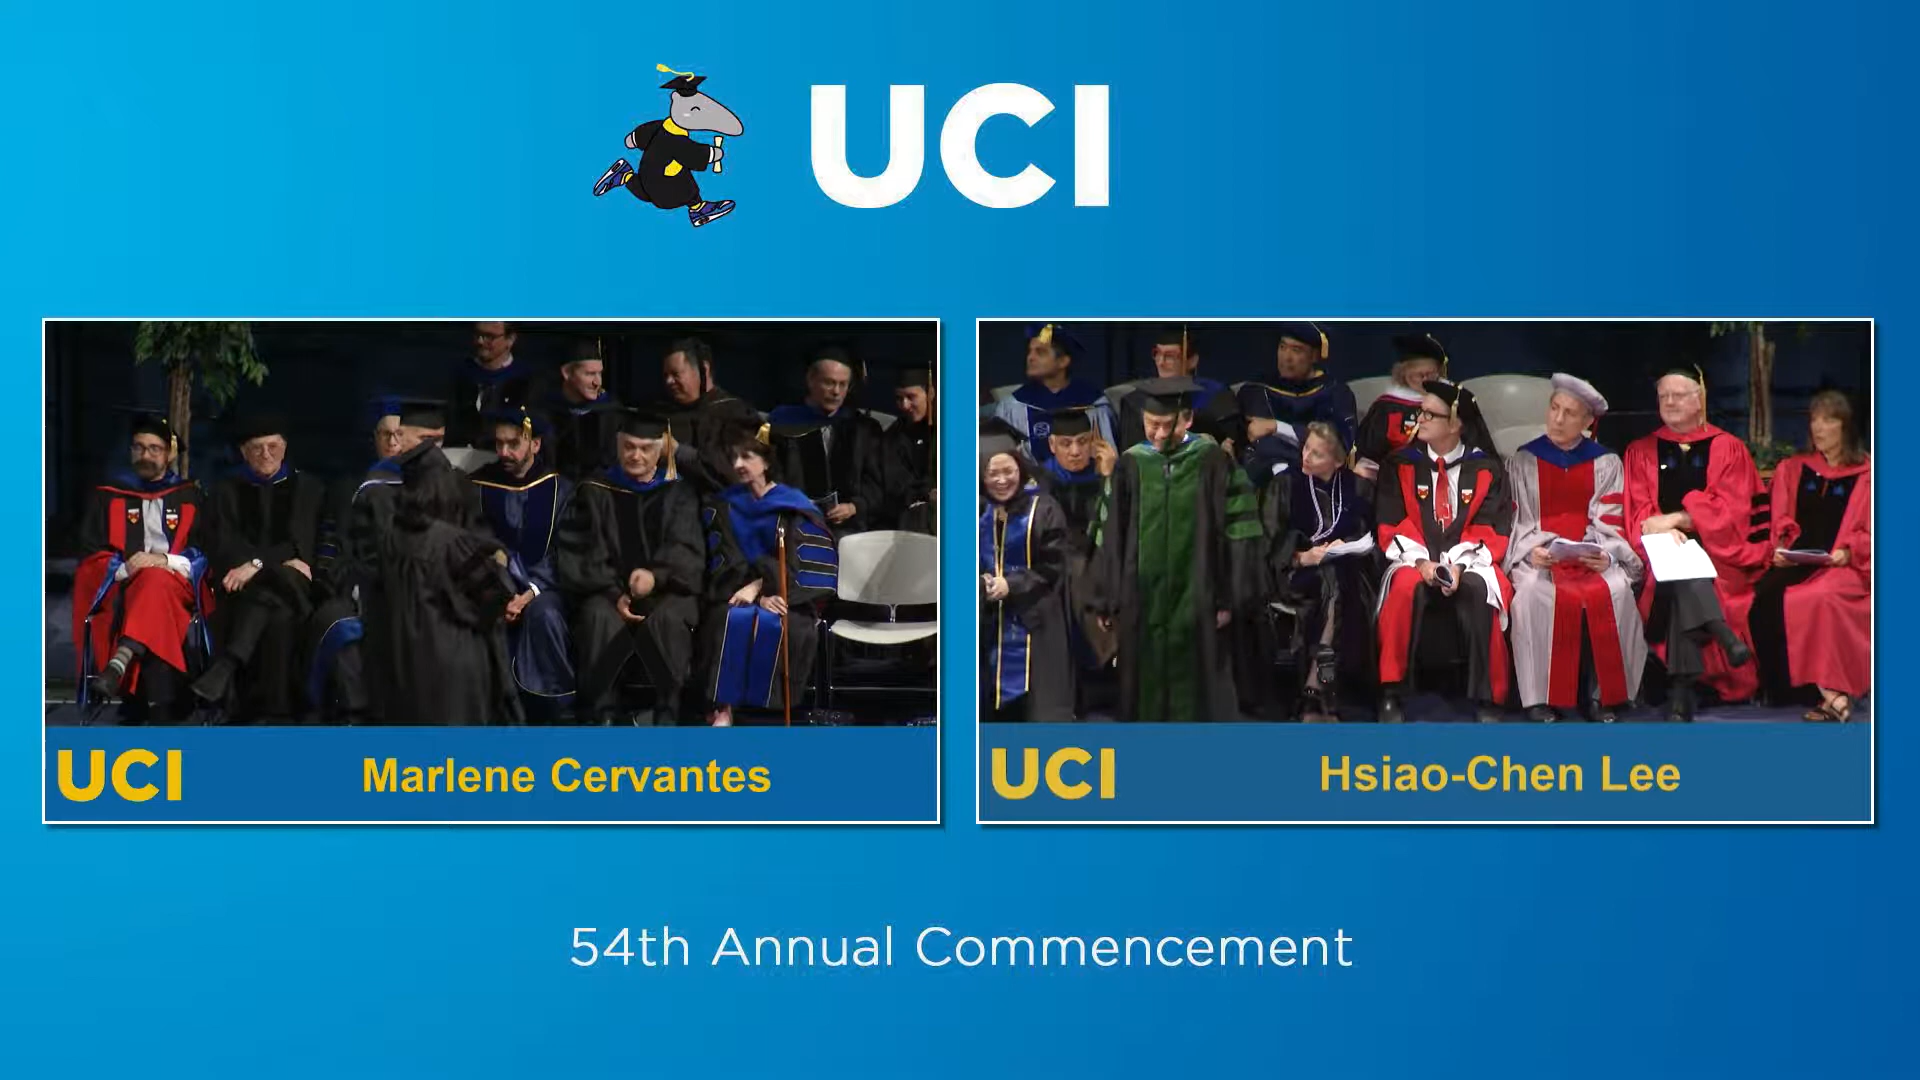 UCI
UCI
Marlene Cervantes
UCI
Hsiao-Chen Lee
54th Annual Commencement